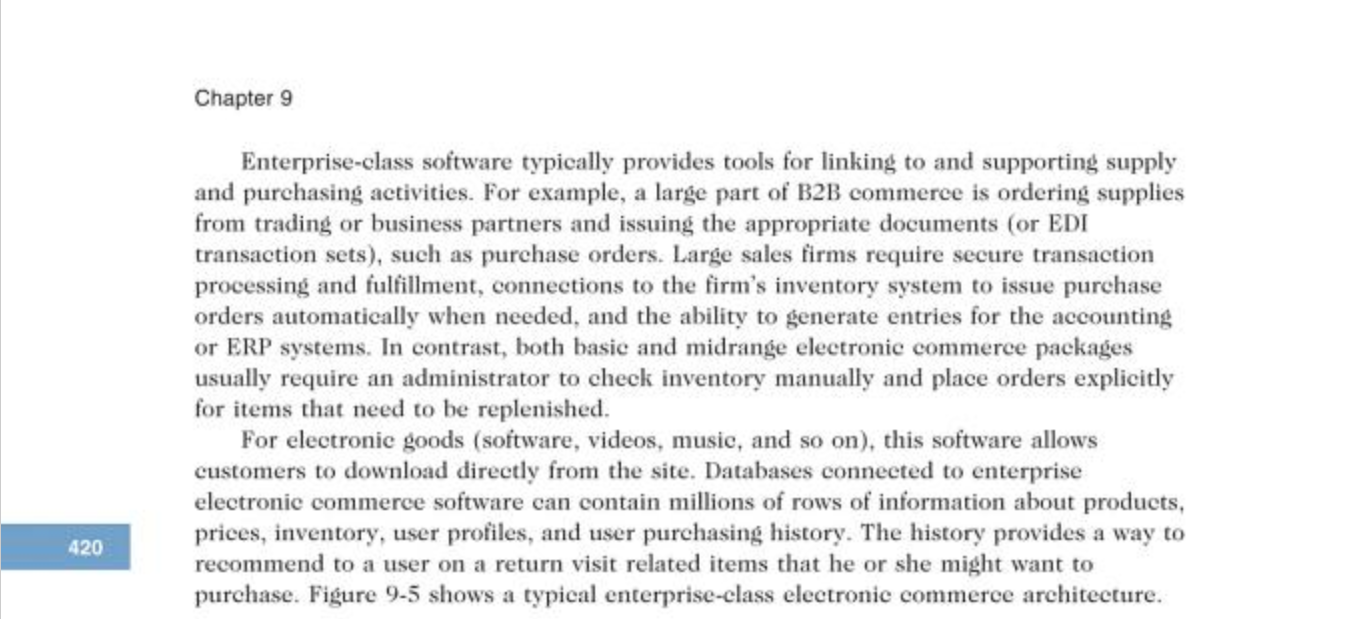 Chapter 9
Enterprise-class software typically provides tools for linking to and supporting supply
and purchasing activities. For example, a large part of B2B commerce is ordering supplies
from trading or business partners and issuing the appropriate documents (or EDI
transaction sets), such as purchase orders. Large sales firms require secure transaction
processing and fulfillment, connections to the firm's inventory system to issue purchase
orders automatically when needed, and the ability to generate entries for the accounting
or ERP systems. In contrast, both basic and midrange electronic commerce packages
usually require an administrator to check inventory manually and place orders explicitly
for items that need to be replenished.
For electronic goods (software, videos, music, and so on), this software allows
customers to download directly from the site. Databases connected to enterprise
electronic commerce software can contain millions of rows of information about products,
prices, inventory, user profiles, and user purchasing history. The history provides a way to
420
recommend to a user on a return visit related items that he or she might want to
purchase. Figure 9-5 shows a typical enterprise-class electronic commerce architecture.